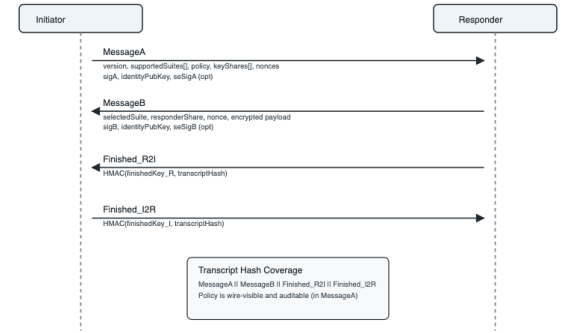 Initiator
Responder
MessageA
version, supportedSuites[], policy, keyShares[], nonces
sigA, identityPubKey, seSigA (opt)
MessageB
selectedSuite, responderShare, nonce, encrypted payload
sigB, identityPubKey, seSigB (opt)
Finished_R2I
HMAC(finishedKey_R, transcriptHash)
Finished_I2R
HMAC(finishedKey_I, transcriptHash)
Transcript Hash Coverage
MessageA || MessageB || Finished_R2I || Finished_I2R
Policy is wire-visible and auditable (in MessageA)